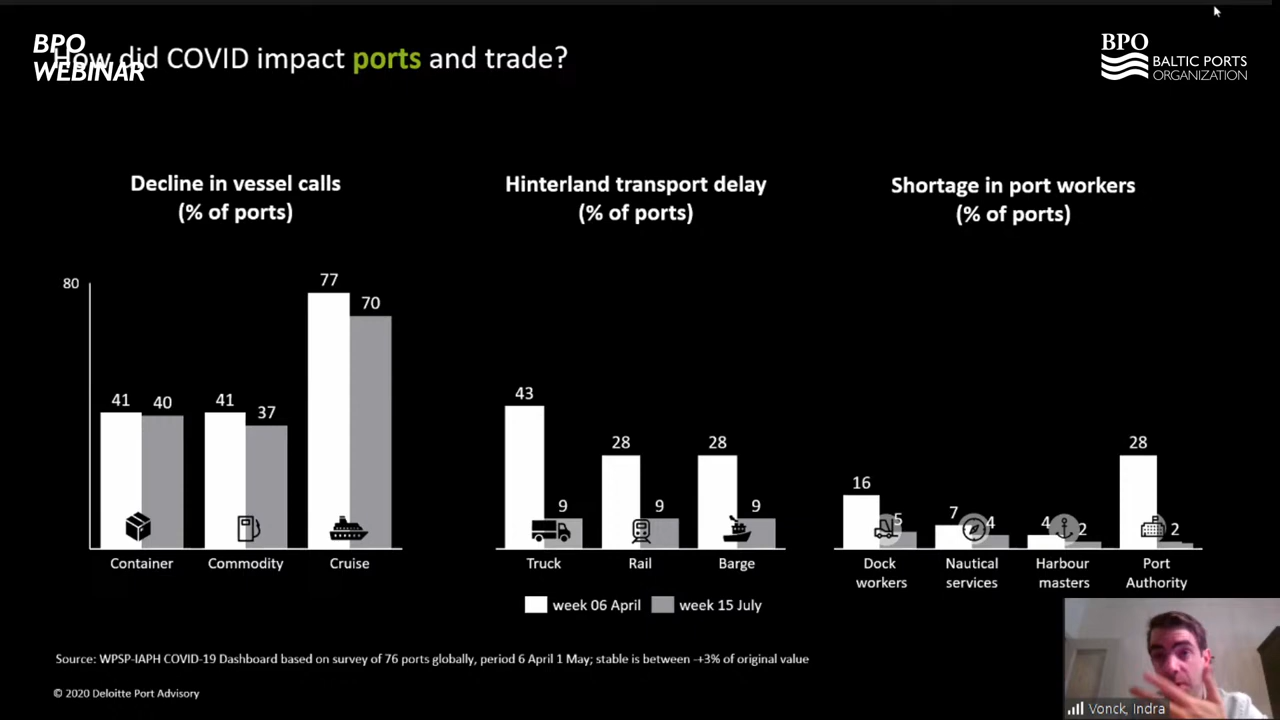 BPO
WEBINAR
How did COVID impact ports and trade?
BPO
BALTIC PORTS
ORGANIZATION
Decline in vessel calls
(% of ports)
80
41
40
41
37
77
70
Container
Commodity
Cruise
Hinterland transport delay
(% of ports)
43
9
28
9
28
9
Truck
Rail
Barge
Shortage in port workers
(% of ports)
16
5
7
4
4
2
28
2
Dock
workers
Nautical
services
Harbour
masters
Port
Authority
week 06 April
week 15 July
Source: WPSP-IAPH COVID-19 Dashboard based on survey of 76 ports globally, period 6 April 1 May; stable is between -+3% of original value
© 2020 Deloitte Port Advisory
Vonck, Indra